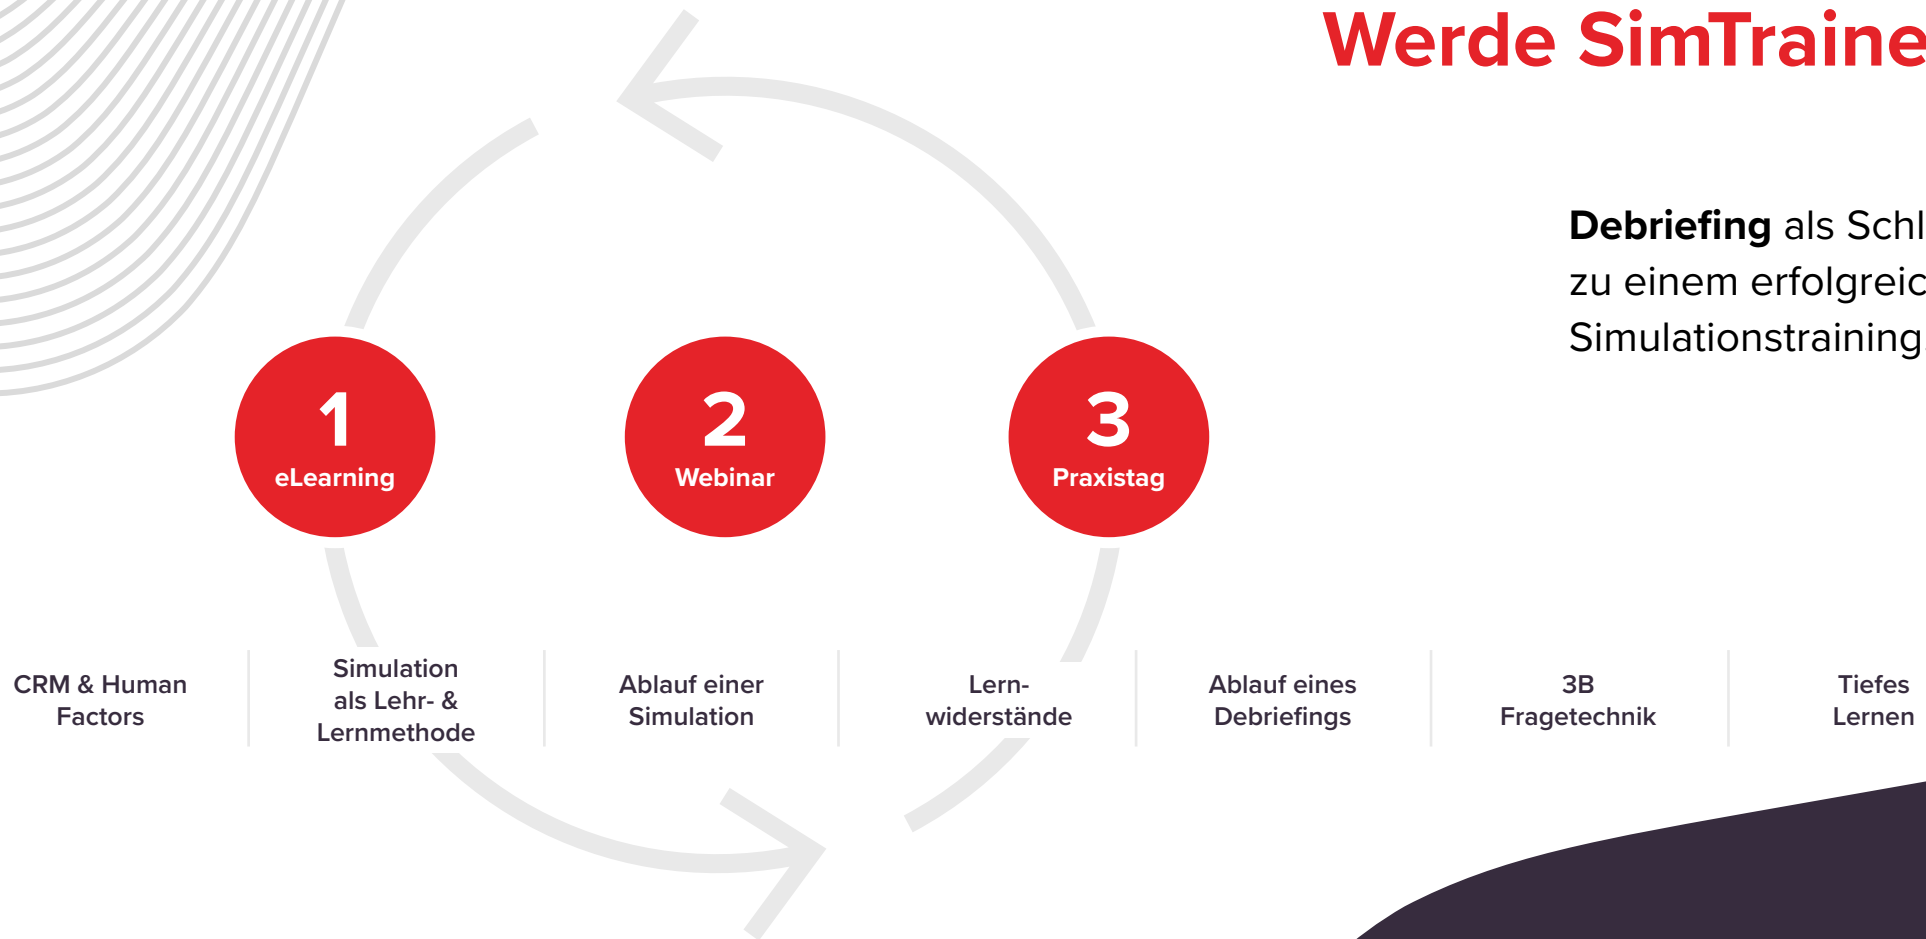 Werde SimTraine
Debriefing als Schl
zu einem erfolgreic
Simulationstraining.
1
eLearning
2
Webinar
3
Praxistag
CRM & Human
Factors
Simulation
als Lehr- &
Lernmethode
Ablauf einer
Simulation
Lern-
widerstände
Ablauf eines
Debriefings
3B
Fragetechnik
Tiefes
Lernen